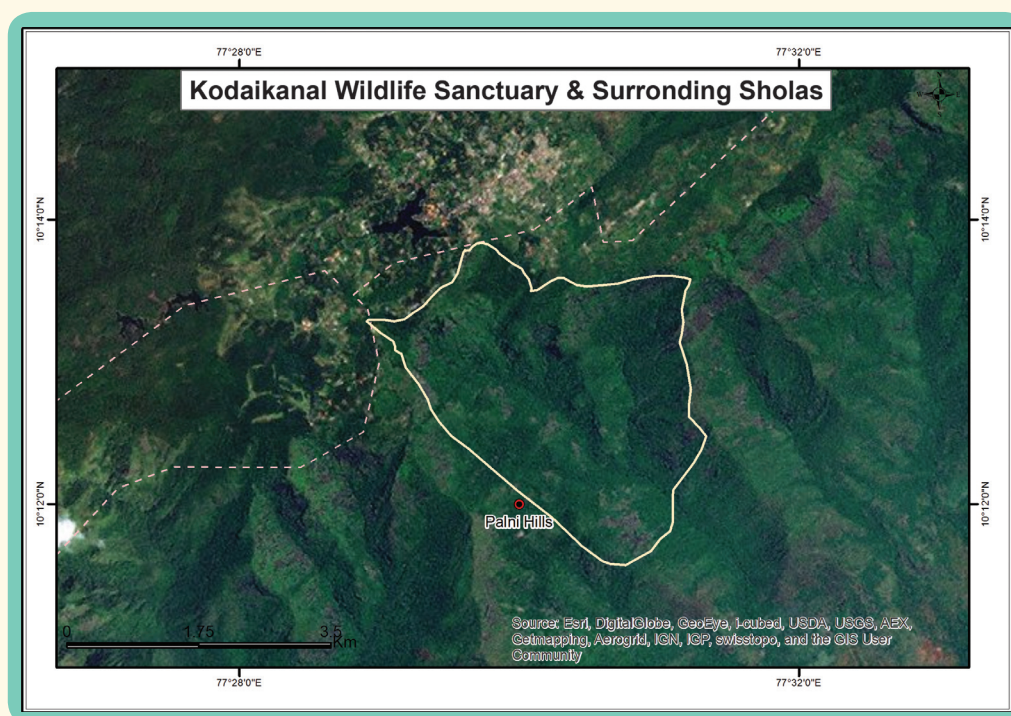 77°28'0"E
77°32'0"E
Kodaikanal Wildlife Sanctuary & Surronding Sholas
10°14'0"N
10°14'0"N
10°12'0"N
10°12'0"N
Palni Hills
0 1.75 3.5
Km
Source: Esri, DigitalGlobe, GeoEye, i-cubed, USDA, USGS, AEX,
Getmapping, Aerogrid, IGN, IGP, swisstopo, and the GIS User
Community
77°28'0"E
77°32'0"E